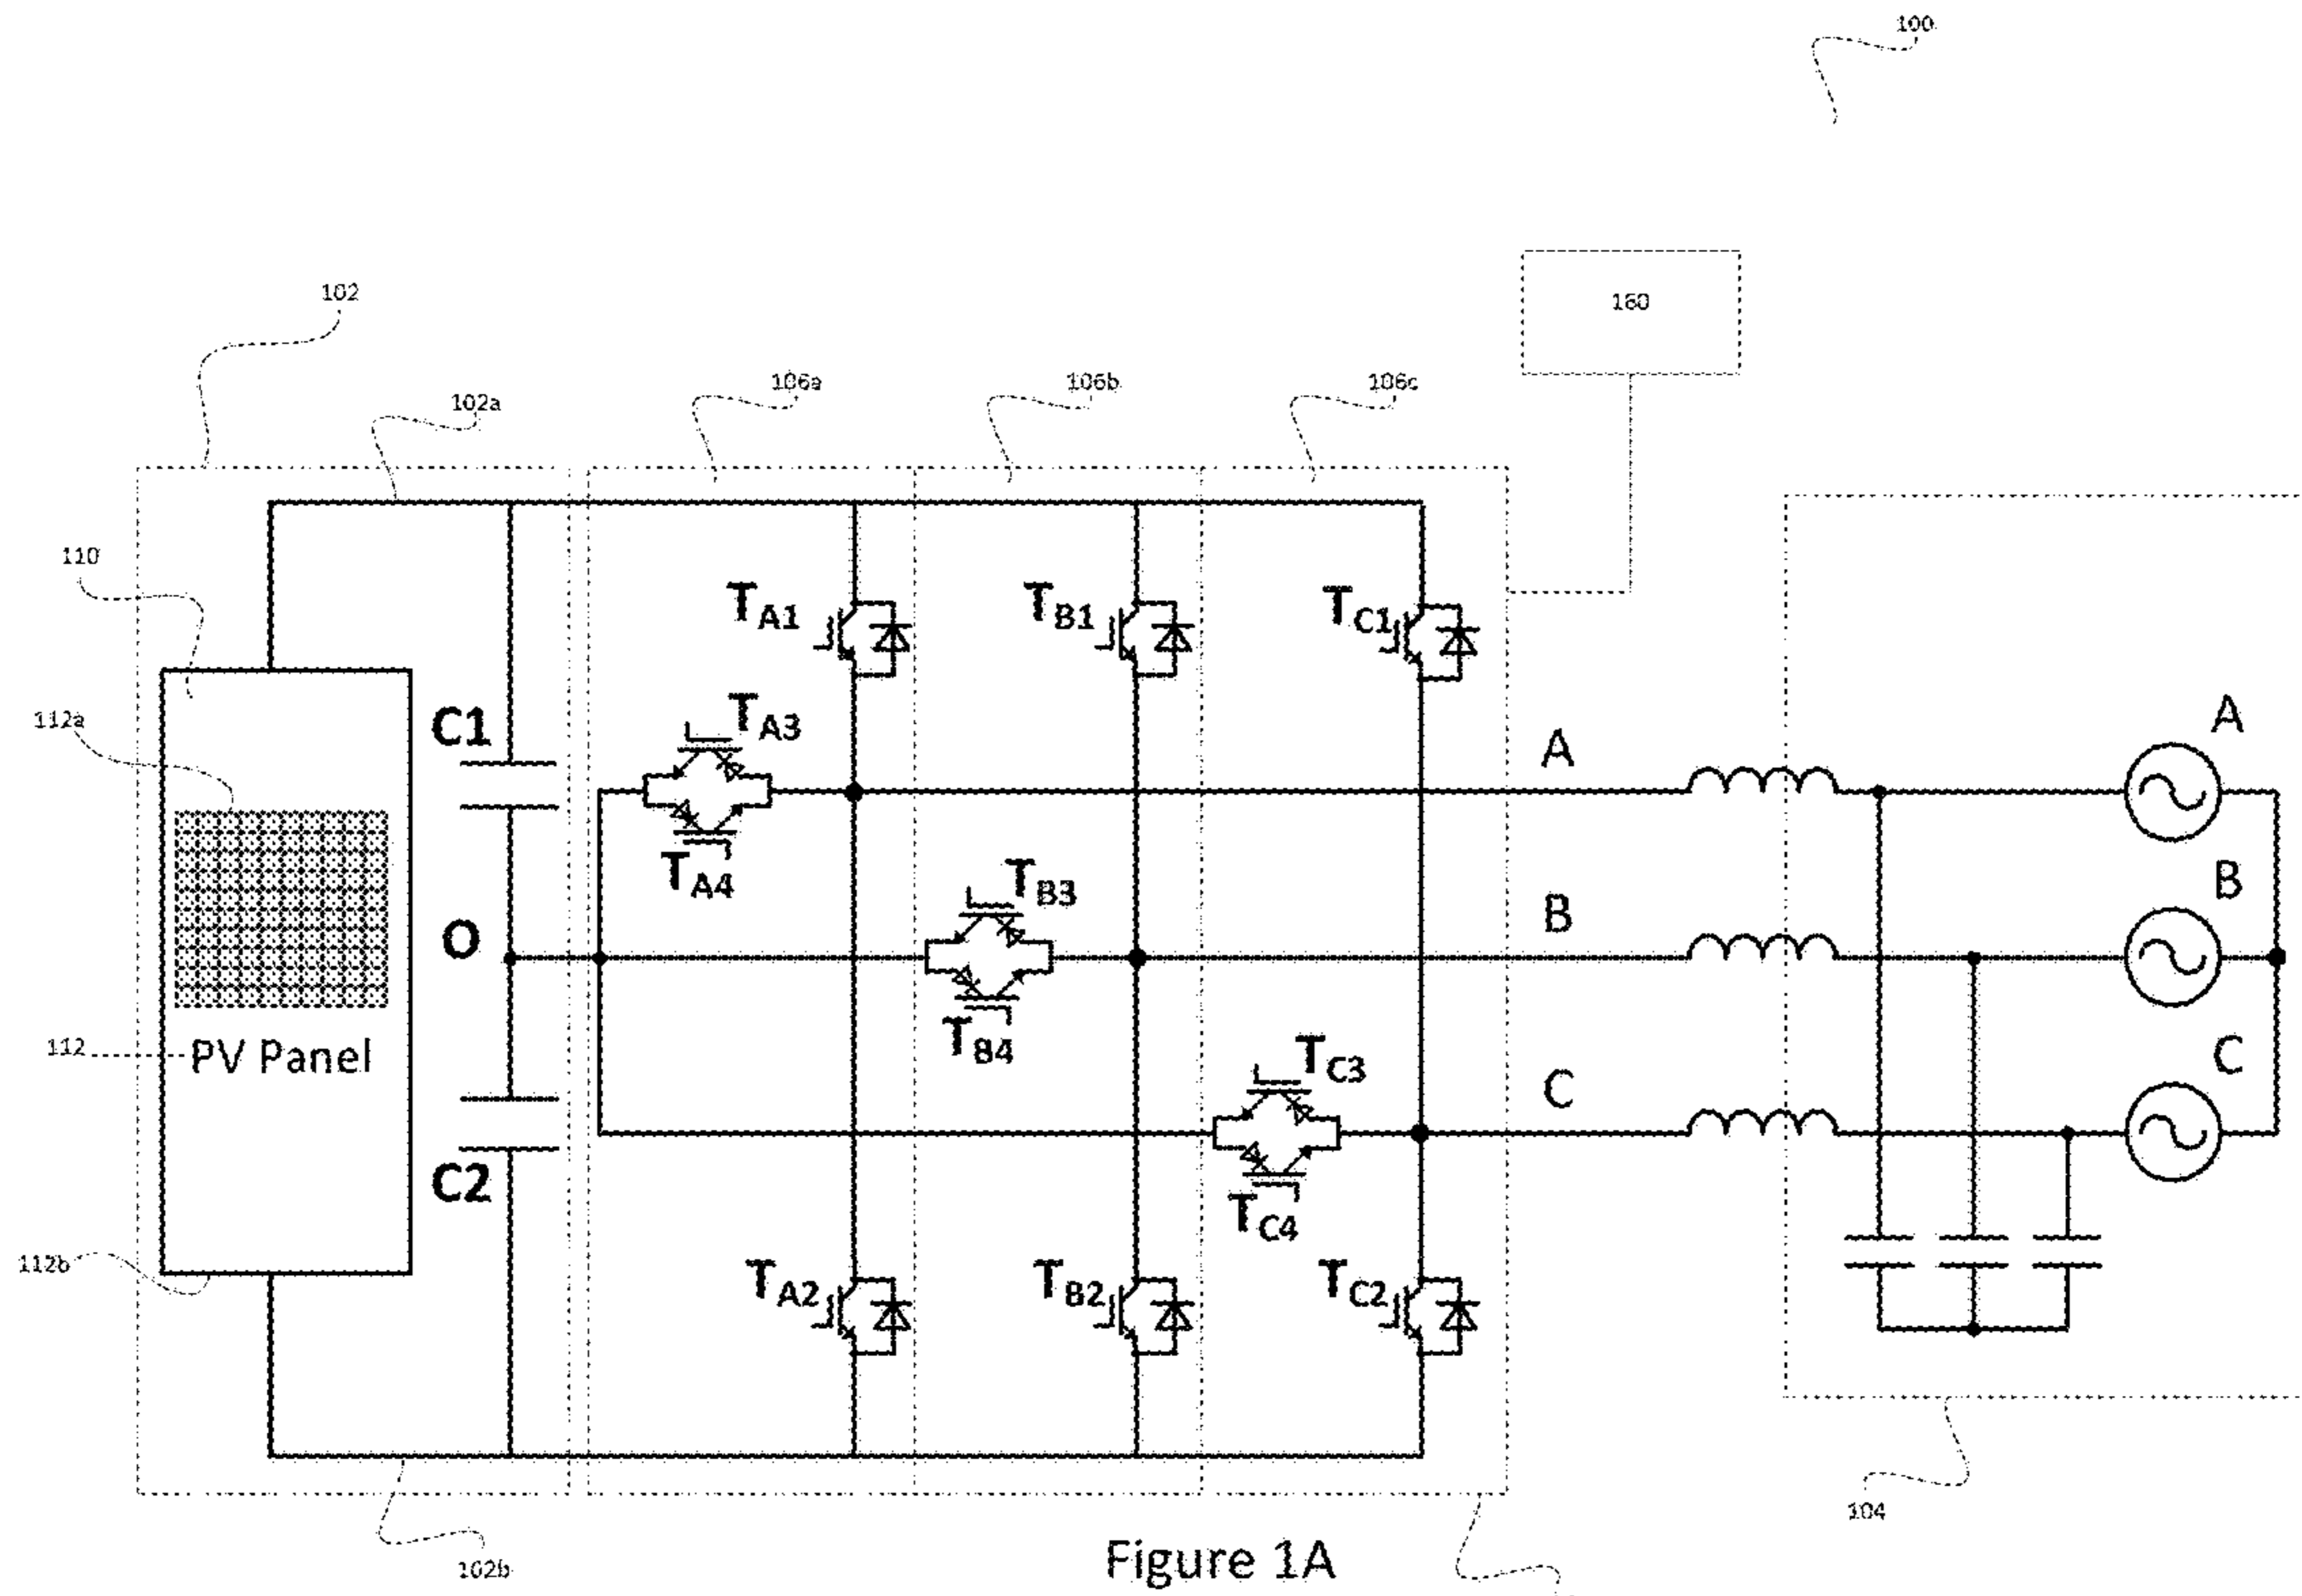 100
160
102
106a
106b
106c
102a
110
TA1
TB1
TC1
112a
C1
TA3
A
A
TA4
TB3
B
B
O
112
PV Panel
TB4
TC3
C
C
C2
TC4
112b
TA2
TB2
TC2
104
102b
Figure 1A